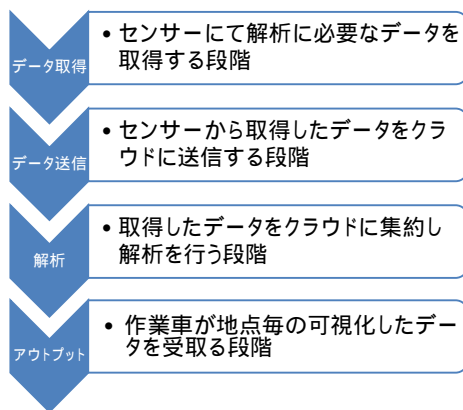 データ取得
• センサーにて解析に必要なデータを
取得する段階
データ送信
• センサーから取得したデータをクラ
ウドに送信する段階
解析
• 取得したデータをクラウドに集約し
解析を行う段階
アウトプット
• 作業車が地点毎の可視化したデー
タを受取る段階